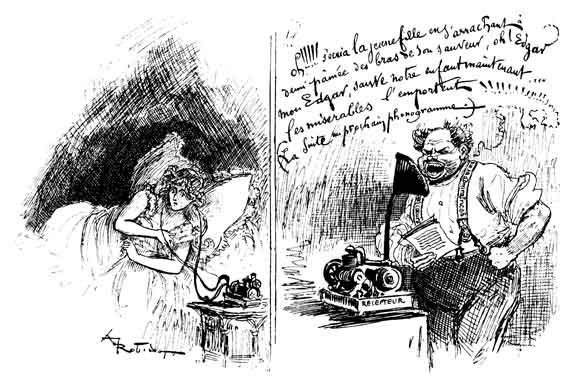 oh!!!!! s'écria la jeune fille en s'arrachant à
demi pâmée des bras de son sauveur, oh! Edgar
mon Edgar, sauve notre enfant maintenant...
les misérables l'emportent
(La Suite au prochain phonogramme)
RECEPTEUR
A Robida